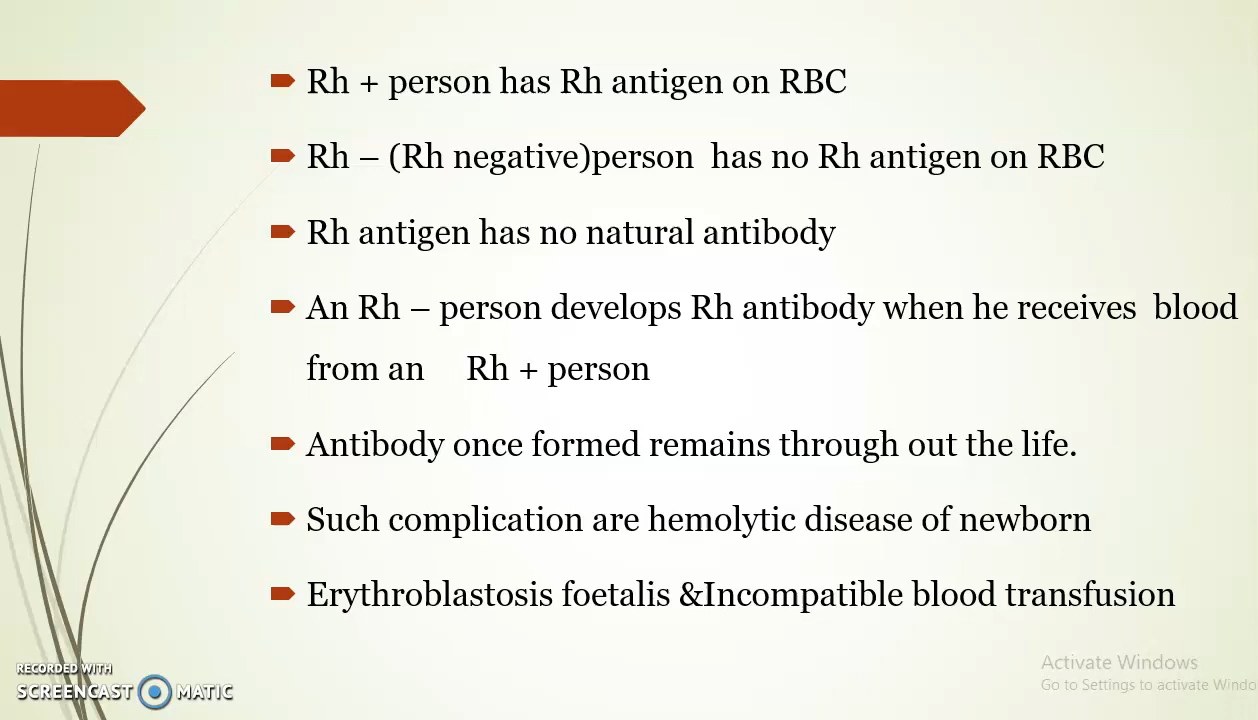 Rh + person has Rh antigen on RBC
Rh – (Rh negative)person  has no Rh antigen on RBC
Rh antigen has no natural antibody
An Rh – person develops Rh antibody when he receives  blood
from an     Rh + person
Antibody once formed remains through out the life.
Such complication are hemolytic disease of newborn
Erythroblastosis foetalis &Incompatible blood transfusion
RECORDED WITH
SCREENCAST MATIC
Activate Windows
Go to Settings to activate Windo